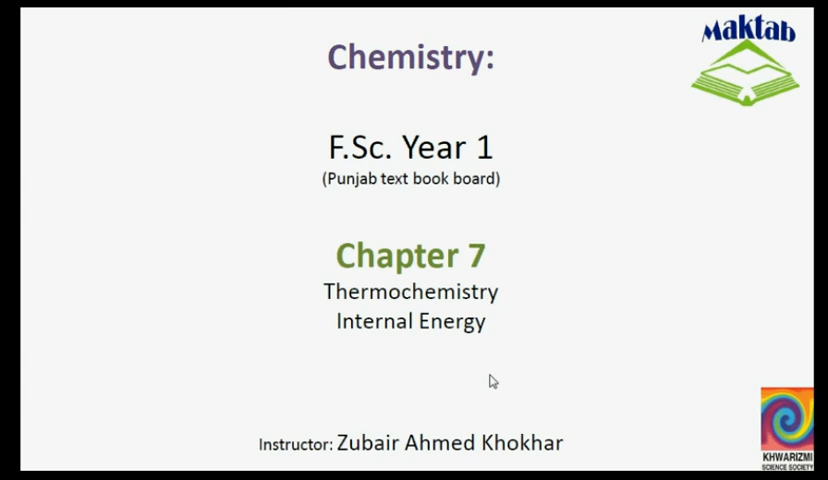 Maktab
Chemistry:
F.Sc. Year 1
(Punjab text book board)
Chapter 7
Thermochemistry
Internal Energy
Instructor: Zubair Ahmed Khokhar
KHWARIZMI
SCIENCE SOCIETY